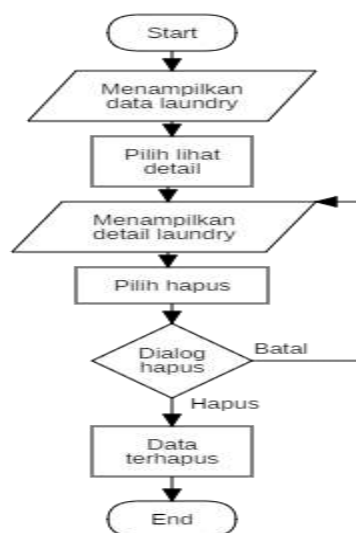 Start
Menampilkan
data laundry
Pilih lihat
detail
Menampilkan
detail laundry
Pilih hapus
Dialog
hapus
Batal
Hapus
Data
terhapus
End